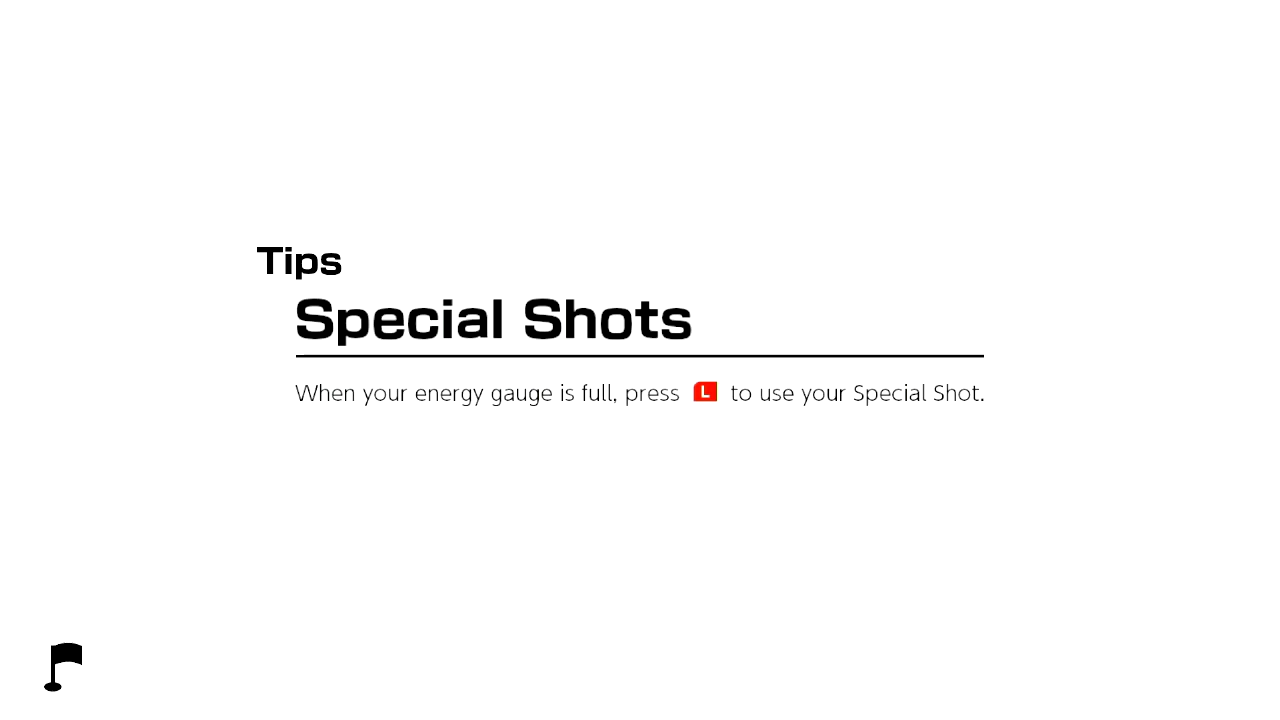 Tips
Special Shots
When your energy gauge is full, press L to use your Special Shot.